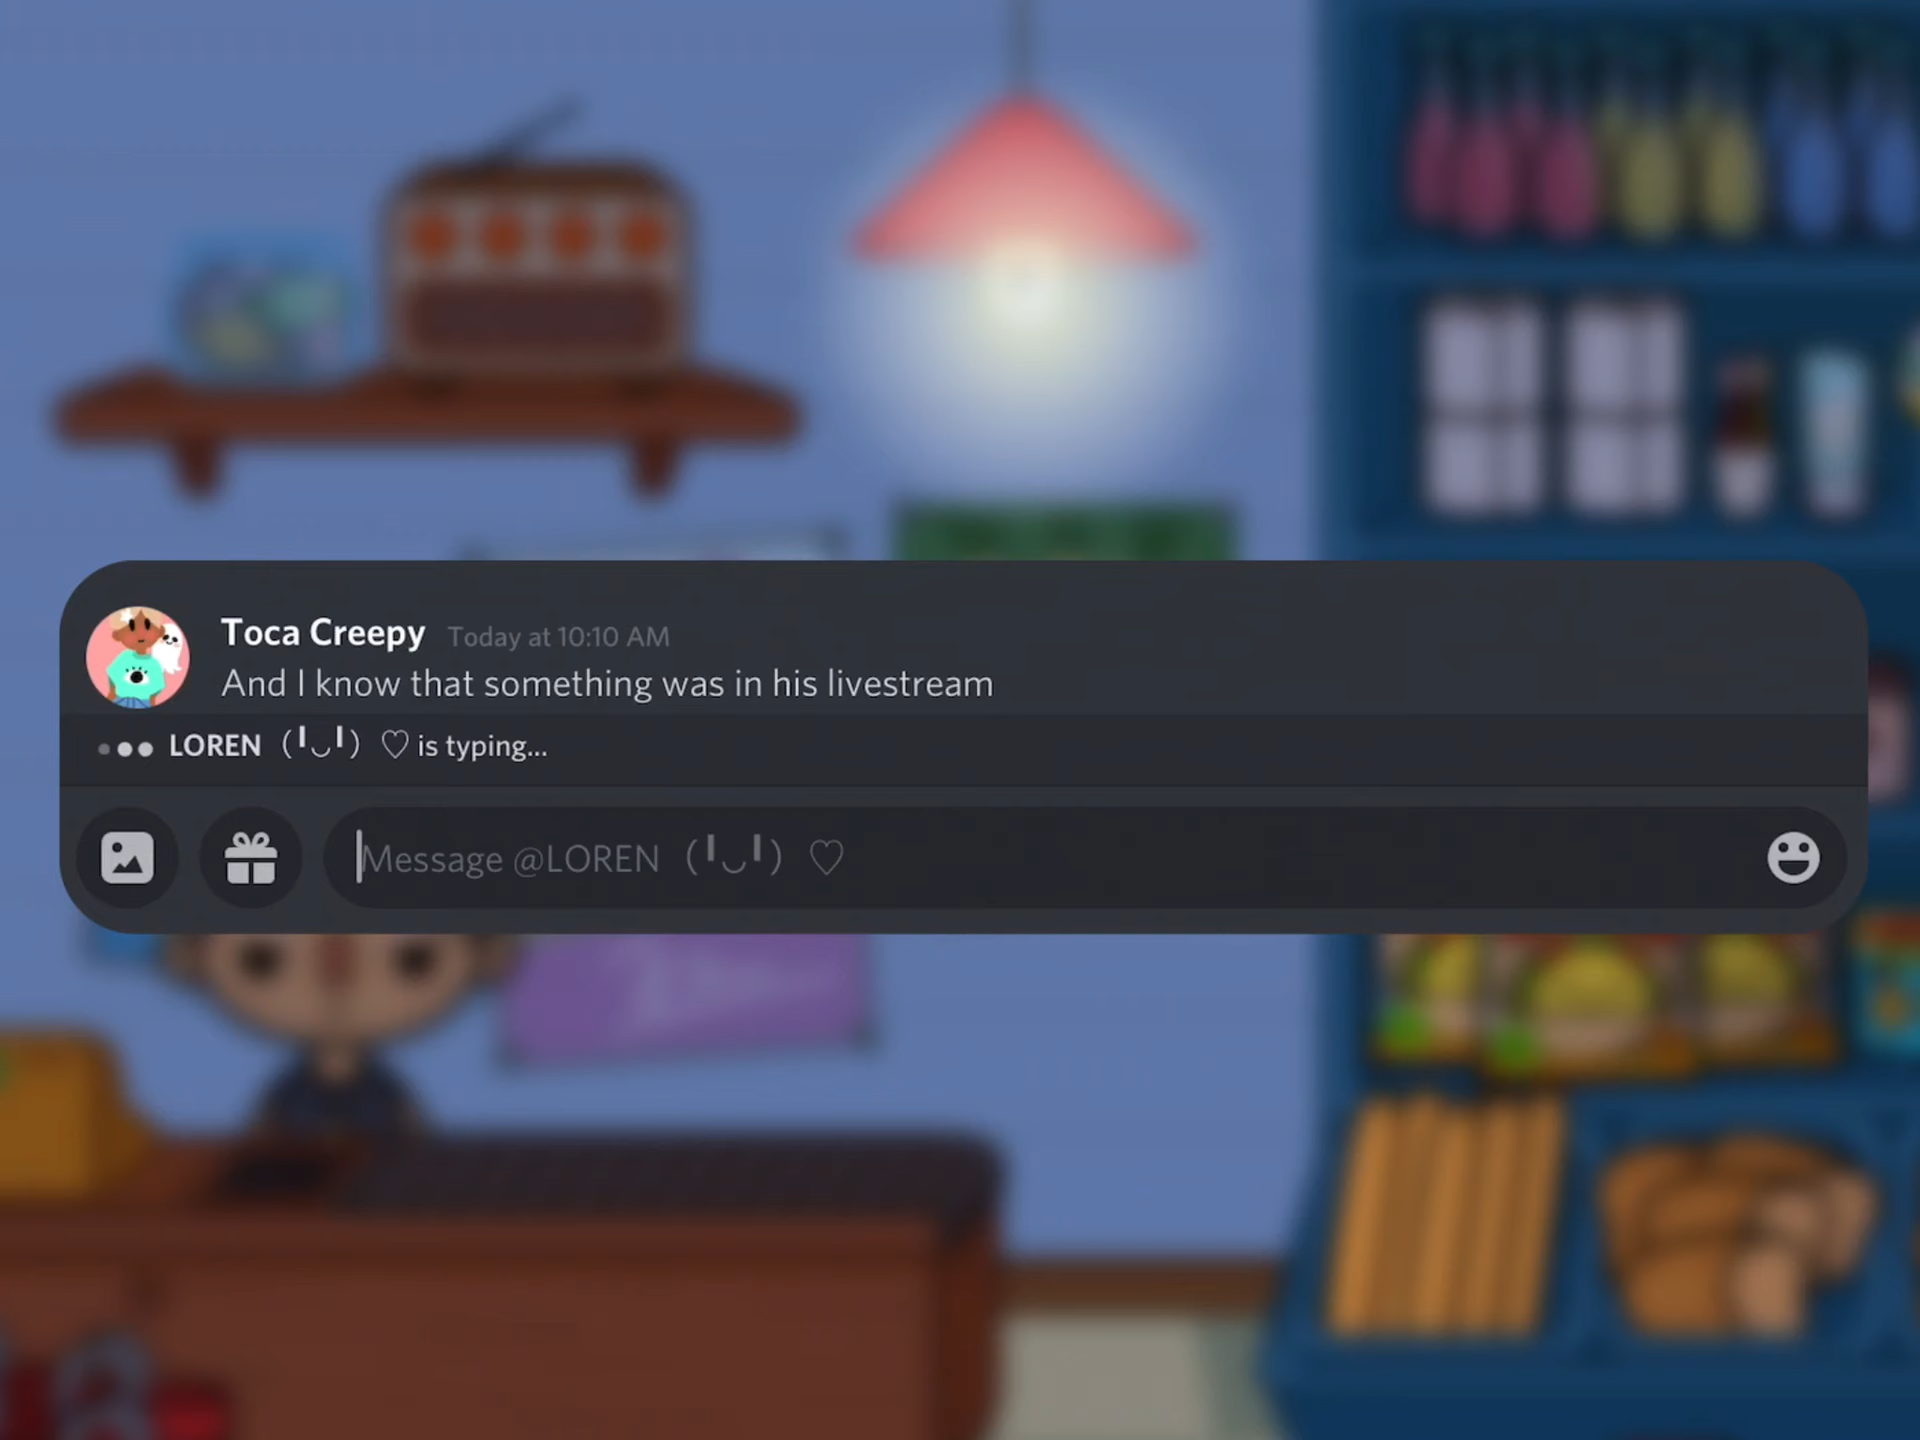 Toca Creepy Today at 10:10 AM
And I know that something was in his livestream
LOREN (╹◡╹) ♡ is typing...
Message @LOREN (╹◡╹) ♡